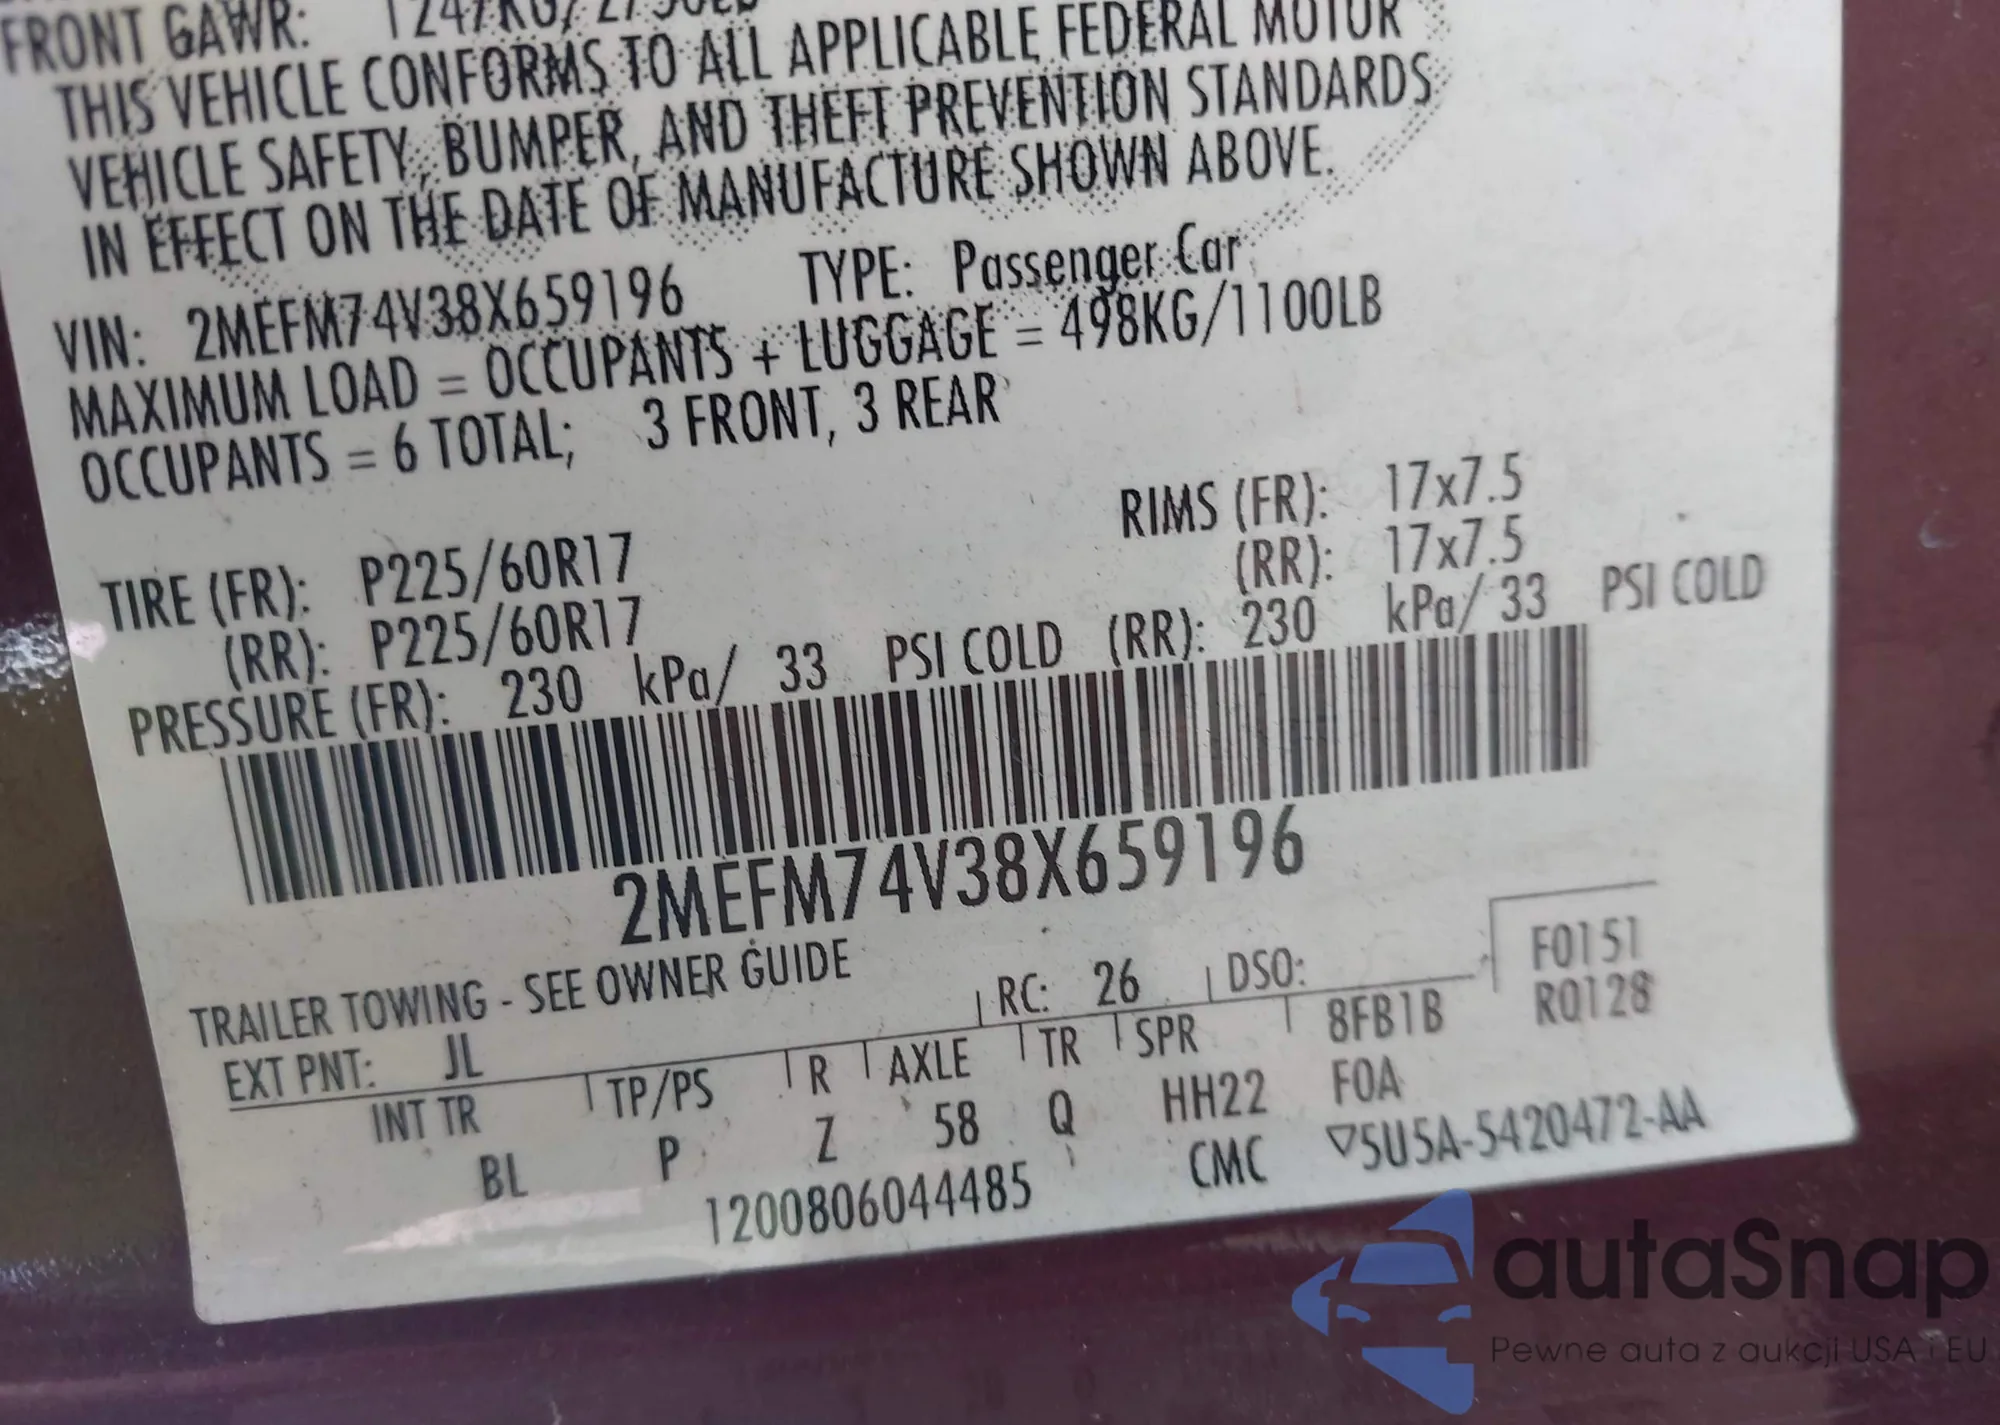 FRONT GAWR: 1247KG/2750LB
THIS VEHICLE CONFORMS TO ALL APPLICABLE FEDERAL MOTOR
VEHICLE SAFETY, BUMPER, AND THEFT PREVENTION STANDARDS
IN EFFECT ON THE DATE OF MANUFACTURE SHOWN ABOVE.
VIN: 2MEFM74V38X659196 TYPE: Passenger Car
MAXIMUM LOAD = OCCUPANTS + LUGGAGE = 498KG/1100LB
OCCUPANTS = 6 TOTAL; 3 FRONT, 3 REAR
TIRE (FR): P225/60R17 RIMS (FR): 17x7.5
(RR): P225/60R17 (RR): 17x7.5
PRESSURE (FR): 230 kPa/ 33 PSI COLD (RR): 230 kPa/ 33 PSI COLD
2MEFM74V38X659196
TRAILER TOWING - SEE OWNER GUIDE
EXT PNT: JL RC: 26 DSO: F0151
INT TR TP/PS R AXLE TR SPR 8FB1B R0128
BL P Z 58 Q HH22 FOA
1200806044485 CMC ▽5U5A-5420472-AA
autaSnap
Pewne auta z aukcji USA i EU